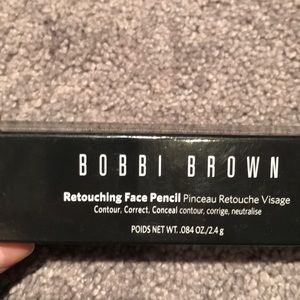 BOBBI BROWN
Retouching Face Pencil Pinceau Retouche Visage
Contour, Correct, Conceal contour, corrige, neutralise
POIDS NET WT. .084 OZ./2.4 g